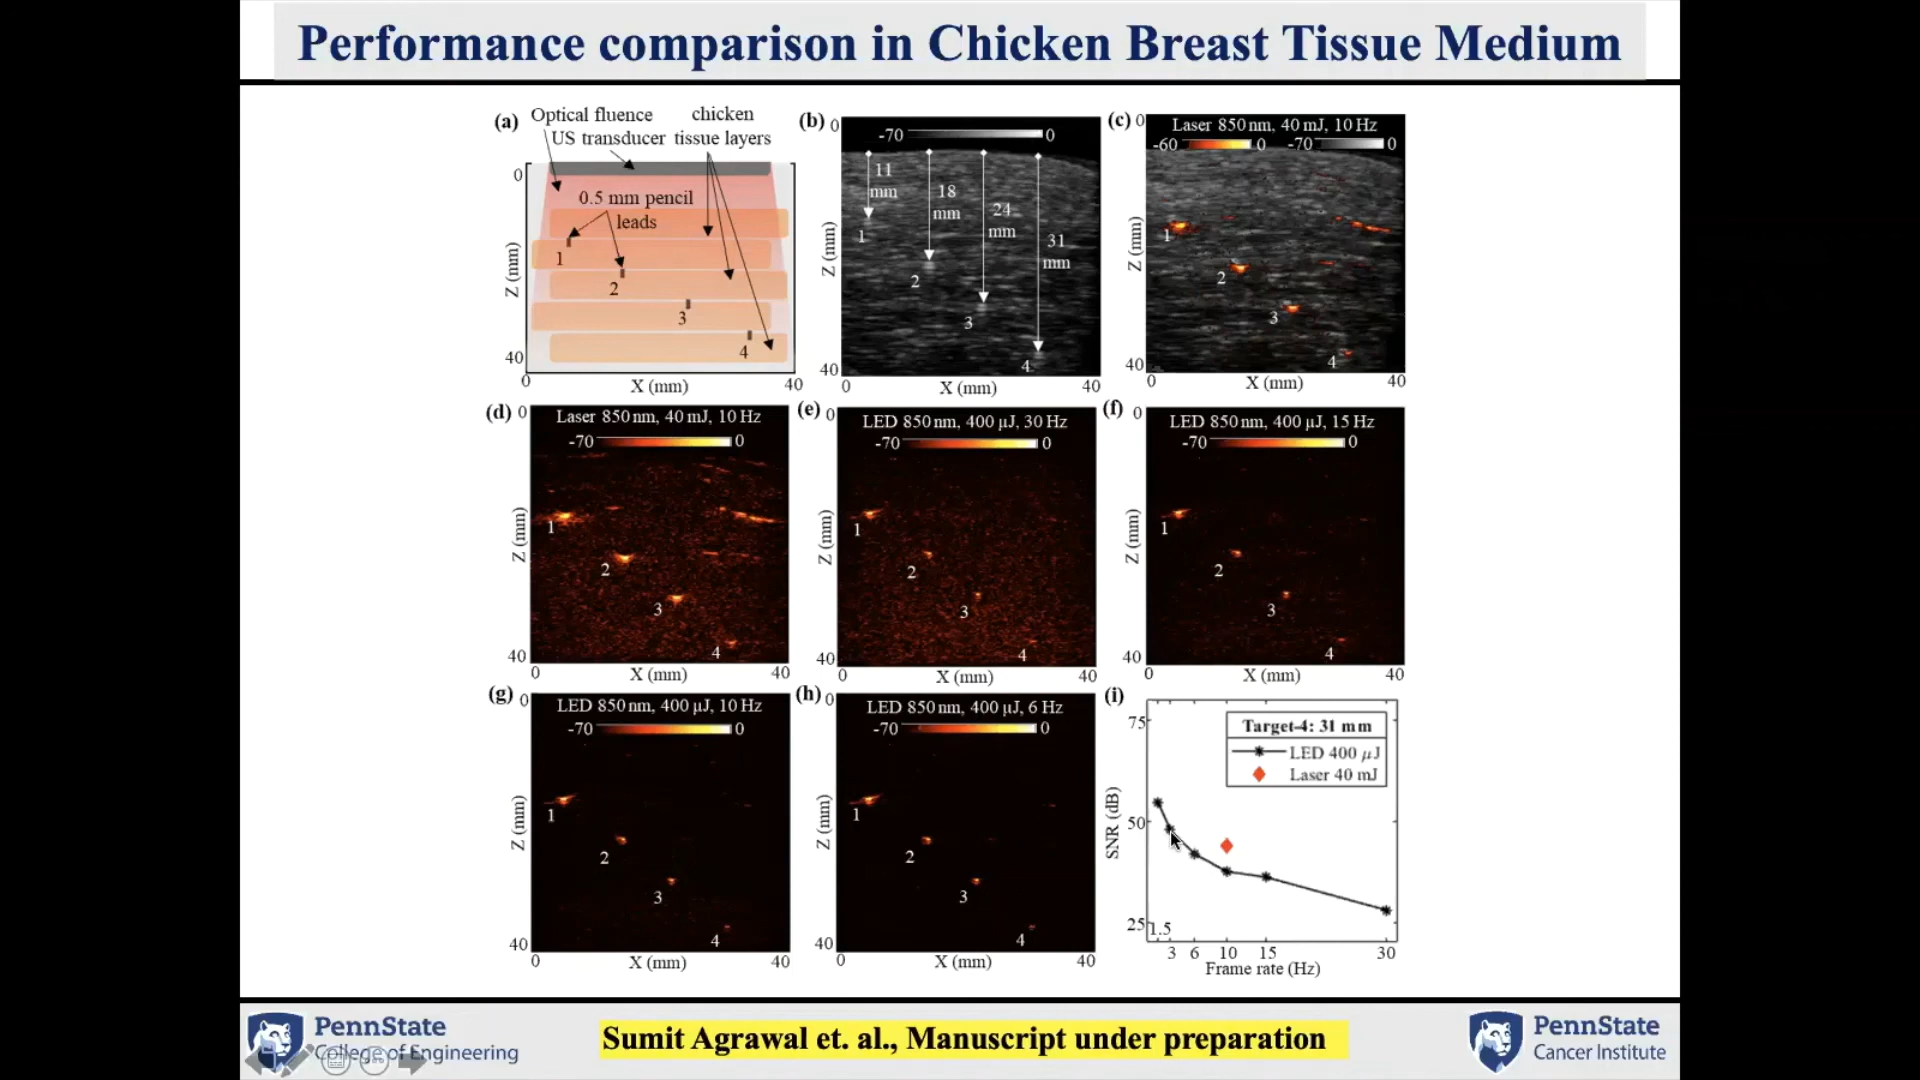 Performance comparison in Chicken Breast Tissue Medium
(a)
Optical fluence
chicken
US transducer tissue layers
0.5 mm pencil
leads
1
2
3
4
0
40
Z (mm)
0
X (mm)
40
(b)
0
-70
0
11
mm
18
mm
24
mm
31
mm
1
2
3
4
Z (mm)
40
0
X (mm)
40
(c)
0
Laser 850 nm, 40 mJ, 10 Hz
-60
0
-70
0
1
2
3
4
Z (mm)
40
0
X (mm)
40
(d)
0
Laser 850 nm, 40 mJ, 10 Hz
-70
0
1
2
3
4
Z (mm)
40
0
X (mm)
40
(e)
0
LED 850 nm, 400 µJ, 30 Hz
-70
0
1
2
3
4
Z (mm)
40
0
X (mm)
40
(f)
0
LED 850 nm, 400 µJ, 15 Hz
-70
0
1
2
3
4
Z (mm)
40
0
X (mm)
40
(g)
0
LED 850 nm, 400 µJ, 10 Hz
-70
0
1
2
3
4
Z (mm)
40
0
X (mm)
40
(h)
0
LED 850 nm, 400 µJ, 6 Hz
-70
0
1
2
3
4
Z (mm)
40
0
X (mm)
40
(i)
75
50
25
SNR (dB)
Target-4: 31 mm
LED 400 µJ
Laser 40 mJ
1.5
3 6 10 15 30
Frame rate (Hz)
PennState
College of Engineering
Sumit Agrawal et. al., Manuscript under preparation
PennState
Cancer Institute